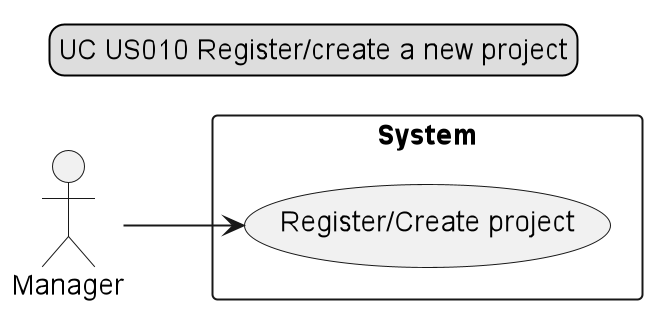 UC US010 Register/create a new project
System
Register/Create project
Manager